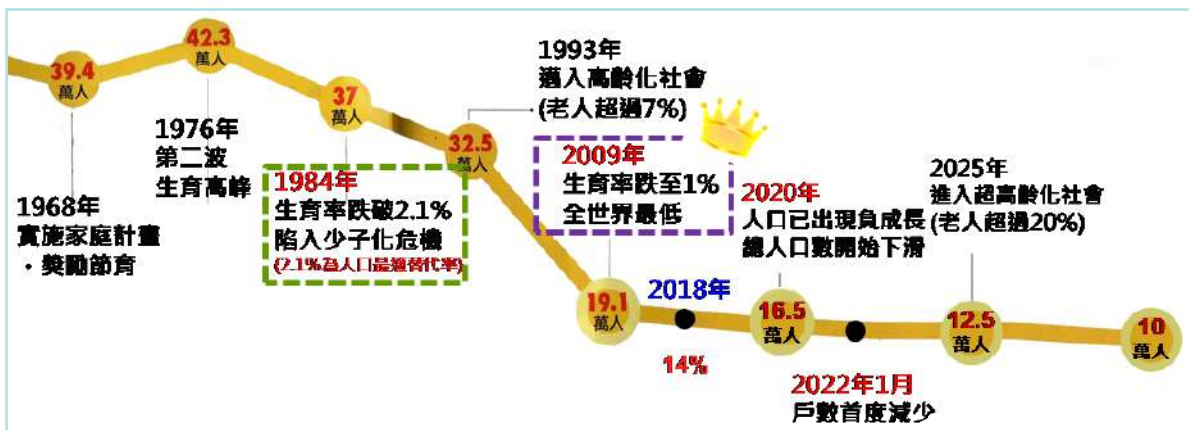 39.4
萬人
1968年
實施家庭計畫
·獎勵節育
42.3
萬人
1976年
第二波
生育高峰
37
萬人
1984年
生育率跌破2.1%
陷入少子化危機
(2.1%為人口最適替代率)
32.5
萬人
1993年
邁入高齡化社會
(老人超過7%)
19.1
萬人
2009年
生育率跌至1%
全世界最低
2018年
14%
16.5
萬人
2020年
人口已出現負成長
總人口數開始下滑
2022年1月
戶數首度減少
12.5
萬人
2025年
進入超高齡化社會
(老人超過20%)
10
萬人